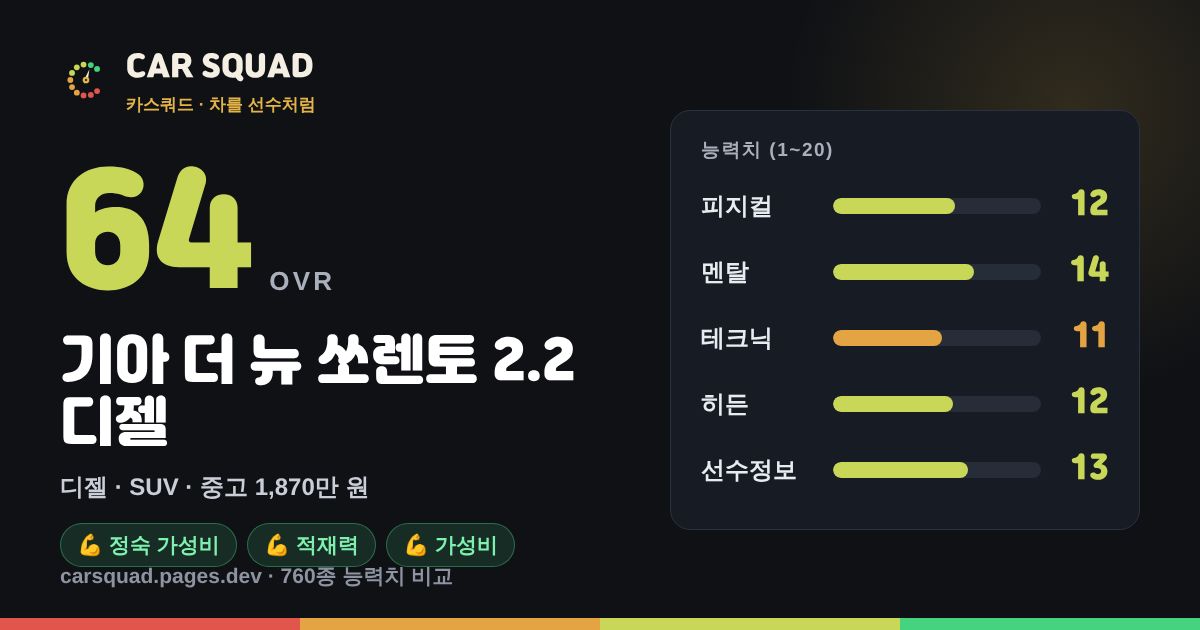 CAR SQUAD
카스쿼드 · 차를 선수처럼
64 OVR
기아 더 뉴 쏘렌토 2.2
디젤
디젤 · SUV · 중고 1,870만 원
💪 정숙 가성비 💪 적재력 💪 가성비
carsquad.pages.dev · 760종 능력치 비교
능력치 (1~20)
피지컬 12
멘탈 14
테크닉 11
히든 12
선수정보 13